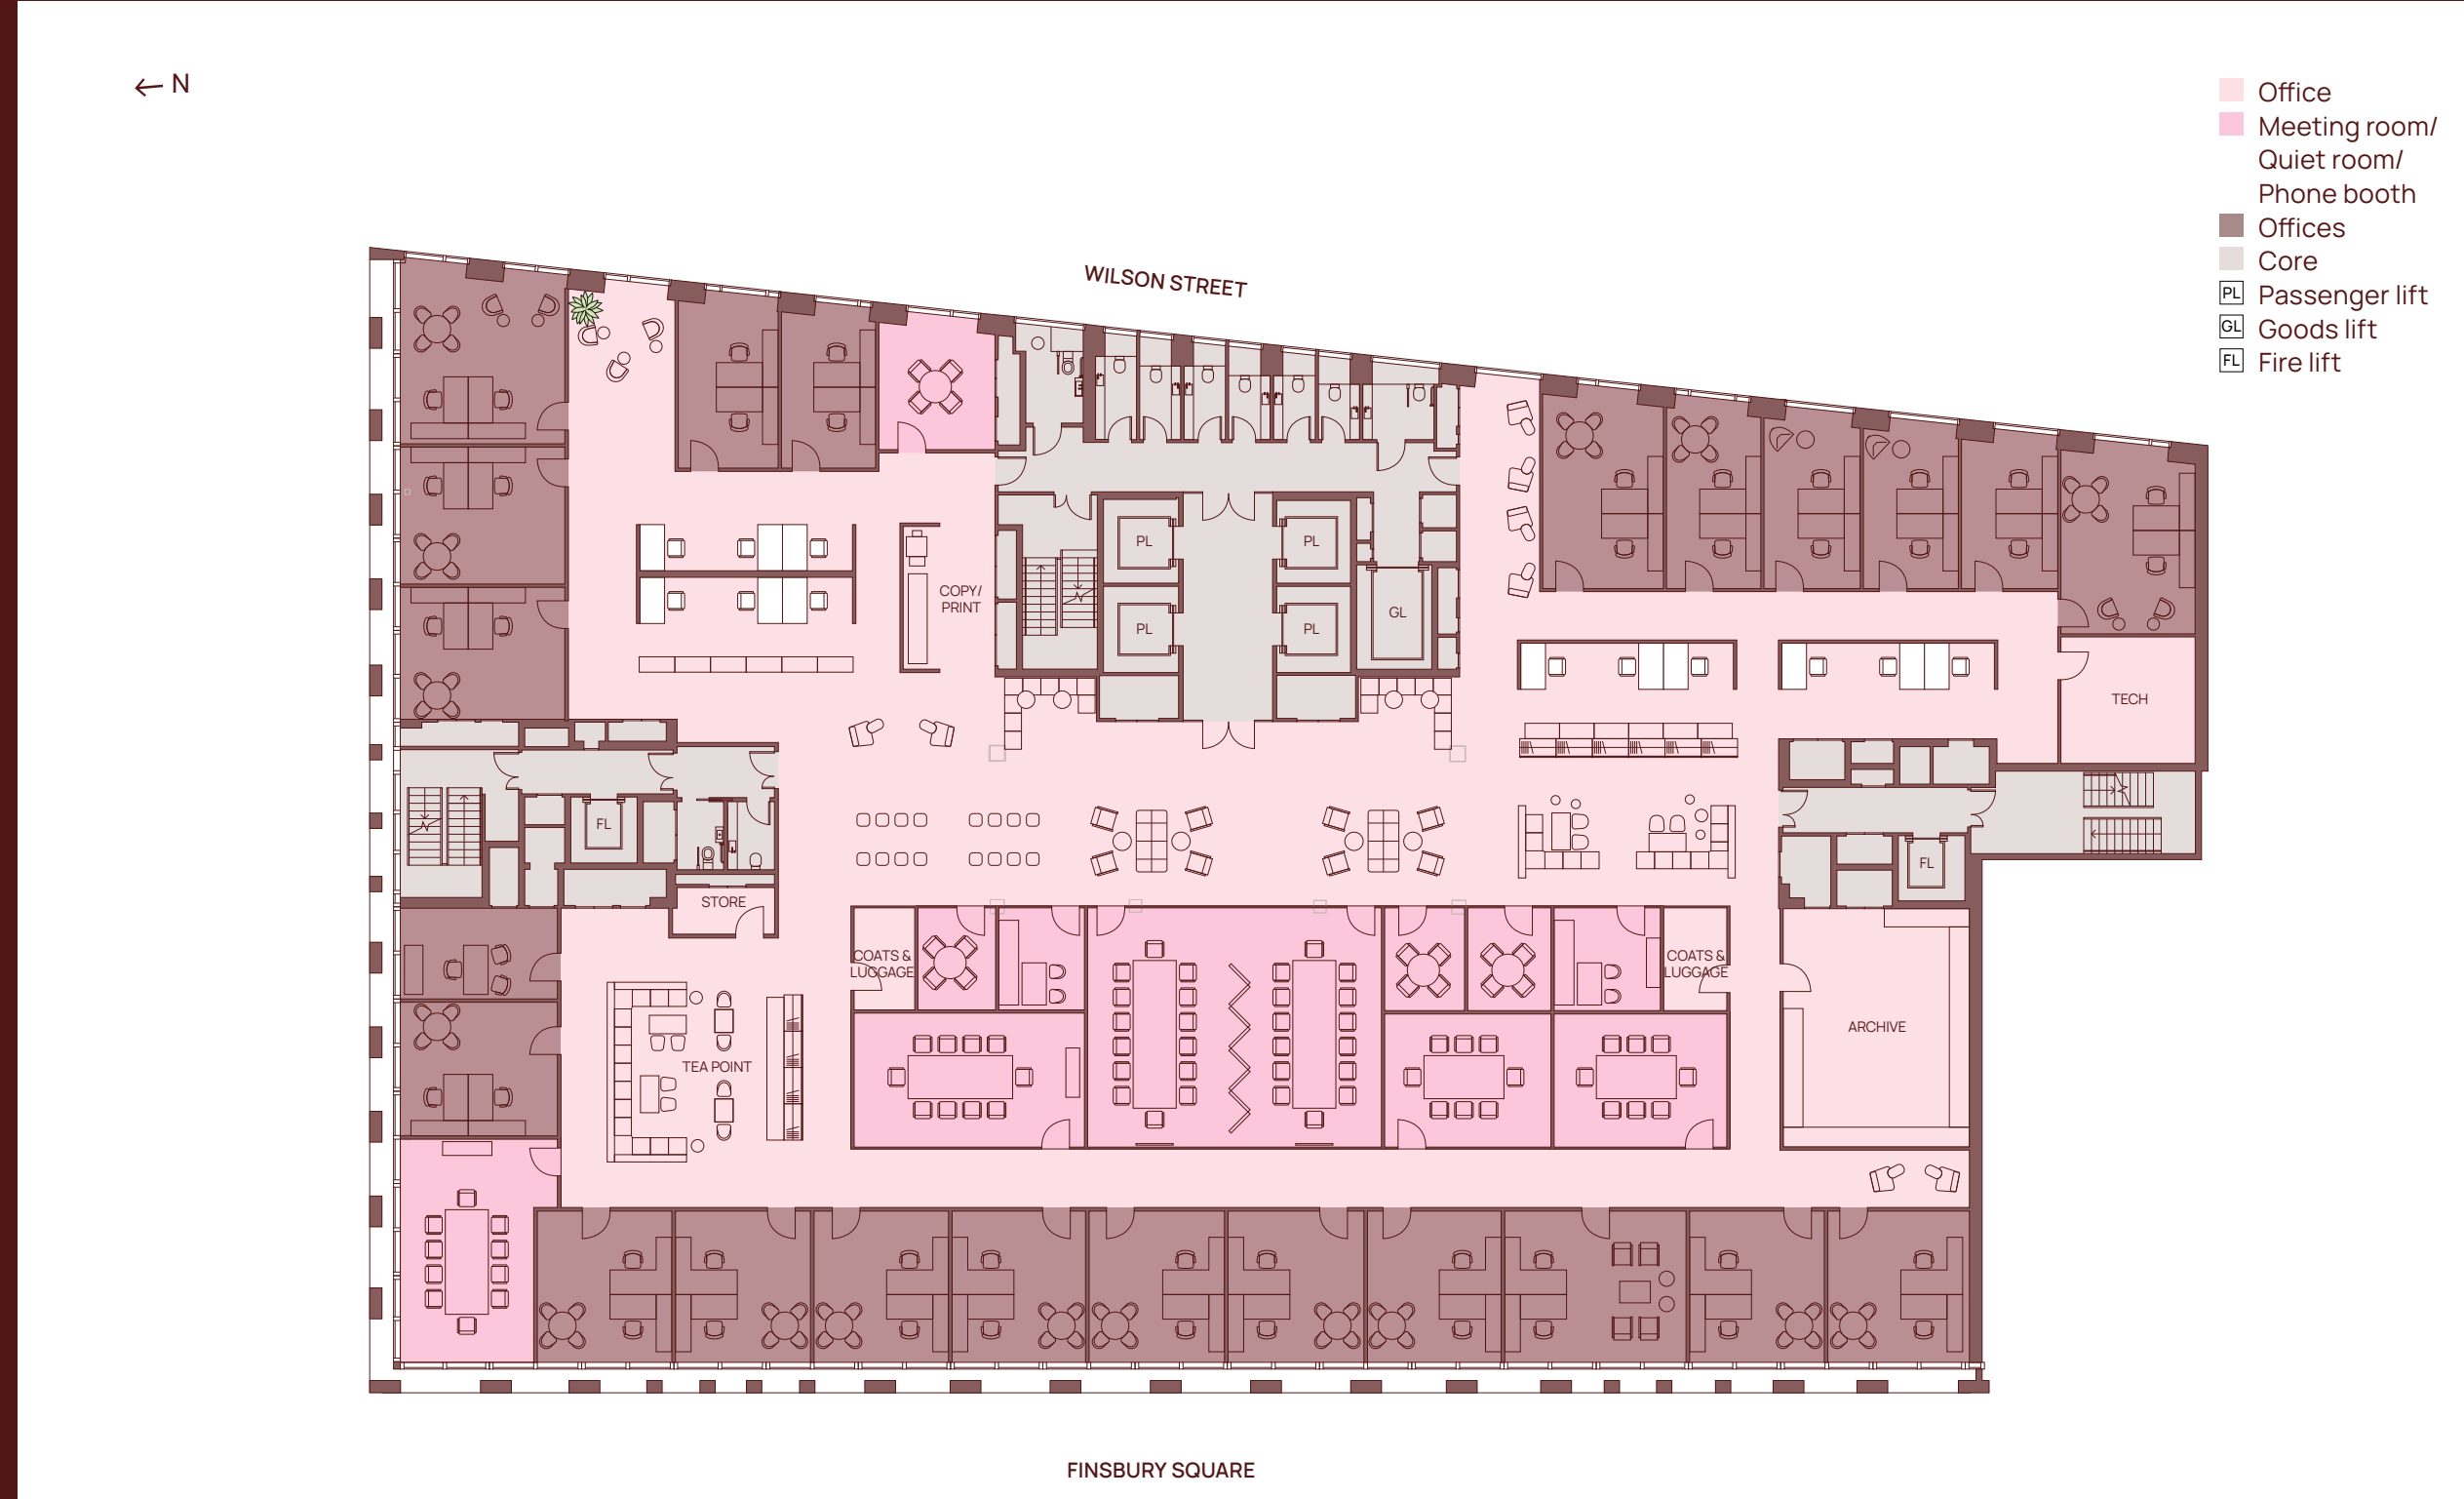 N
Office
Meeting room/
Quiet room/
Phone booth
Offices
Core
PL Passenger lift
GL Goods lift
FL Fire lift
WILSON STREET
COPY/
PRINT
PL
PL
PL
PL
GL
TECH
FL
STORE
FL
COATS &
LUGGAGE
COATS &
LUGGAGE
TEA POINT
ARCHIVE
FINSBURY SQUARE